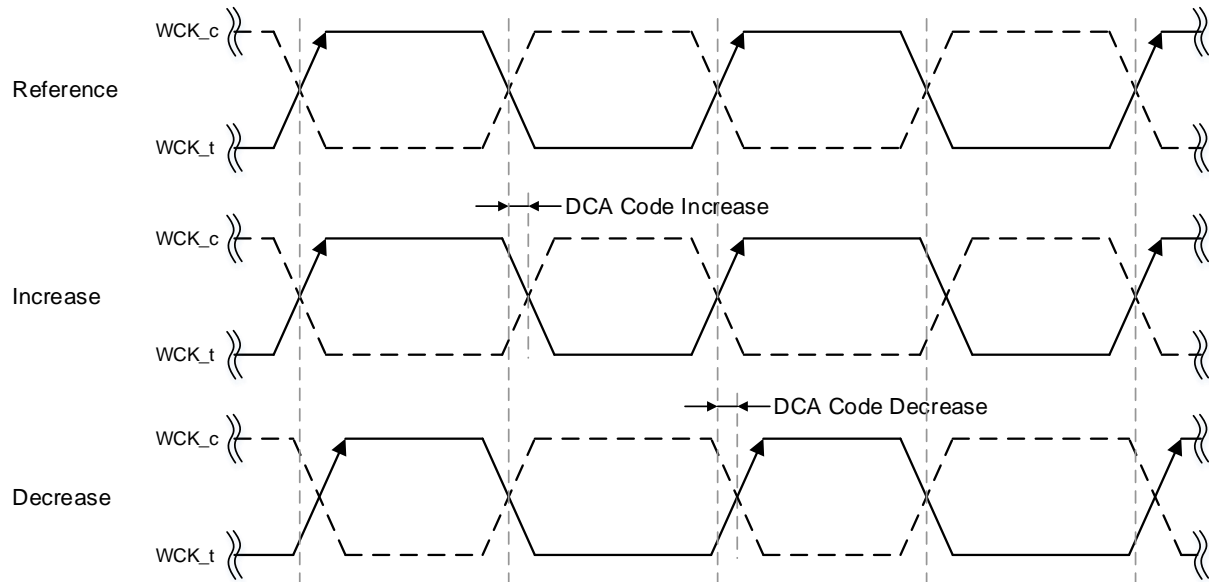 WCK_c
Reference
WCK_t
DCA Code Increase
WCK_c
Increase
WCK_t
DCA Code Decrease
WCK_c
Decrease
WCK_t